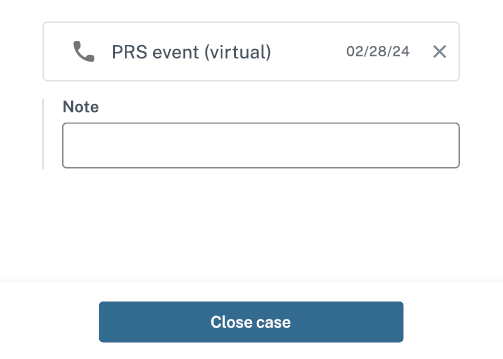 PRS event (virtual) 02/28/24
Note
Close case